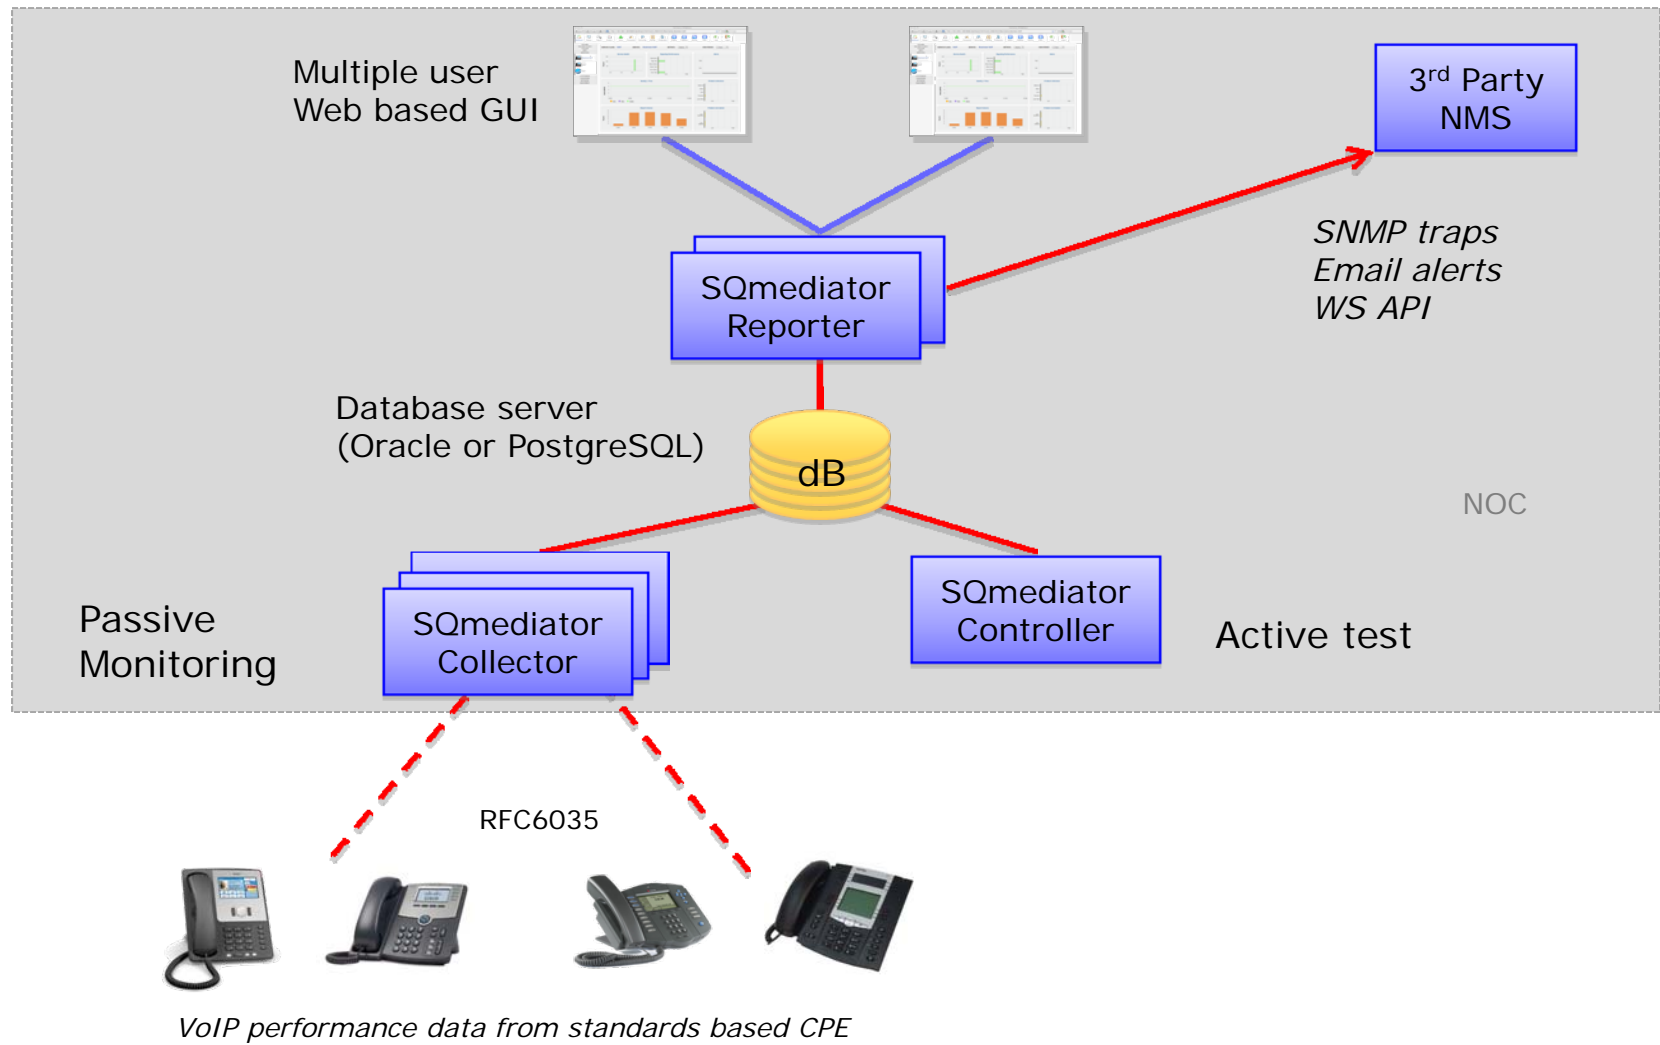 Multiple user
Web based GUI
3rd Party
NMS
SNMP traps
Email alerts
WS API
SQmediator
Reporter
Database server
(Oracle or PostgreSQL)
dB
NOC
SQmediator
Controller
Passive
Monitoring
SQmediator
Collector
Active test
RFC6035
VoIP performance data from standards based CPE